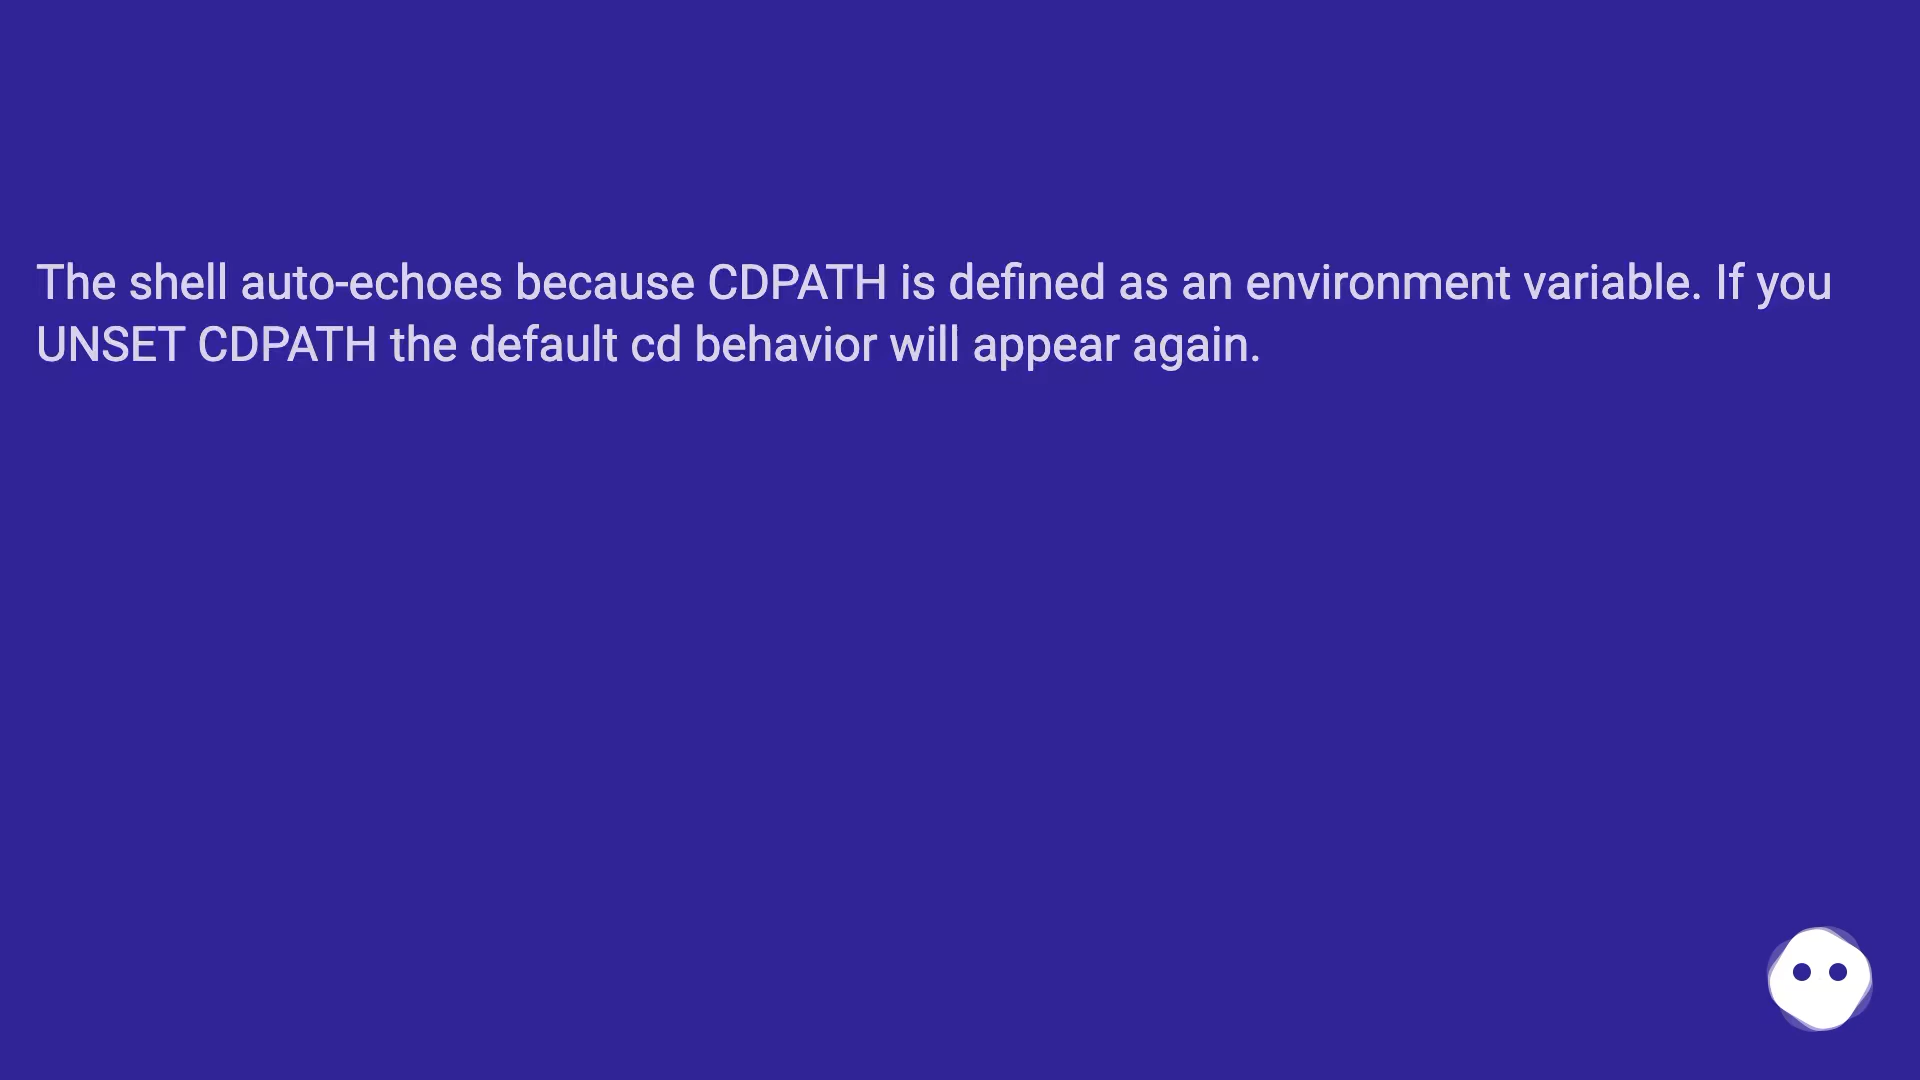 The shell auto-echoes because CDPATH is defined as an environment variable. If you
UNSET CDPATH the default cd behavior will appear again.